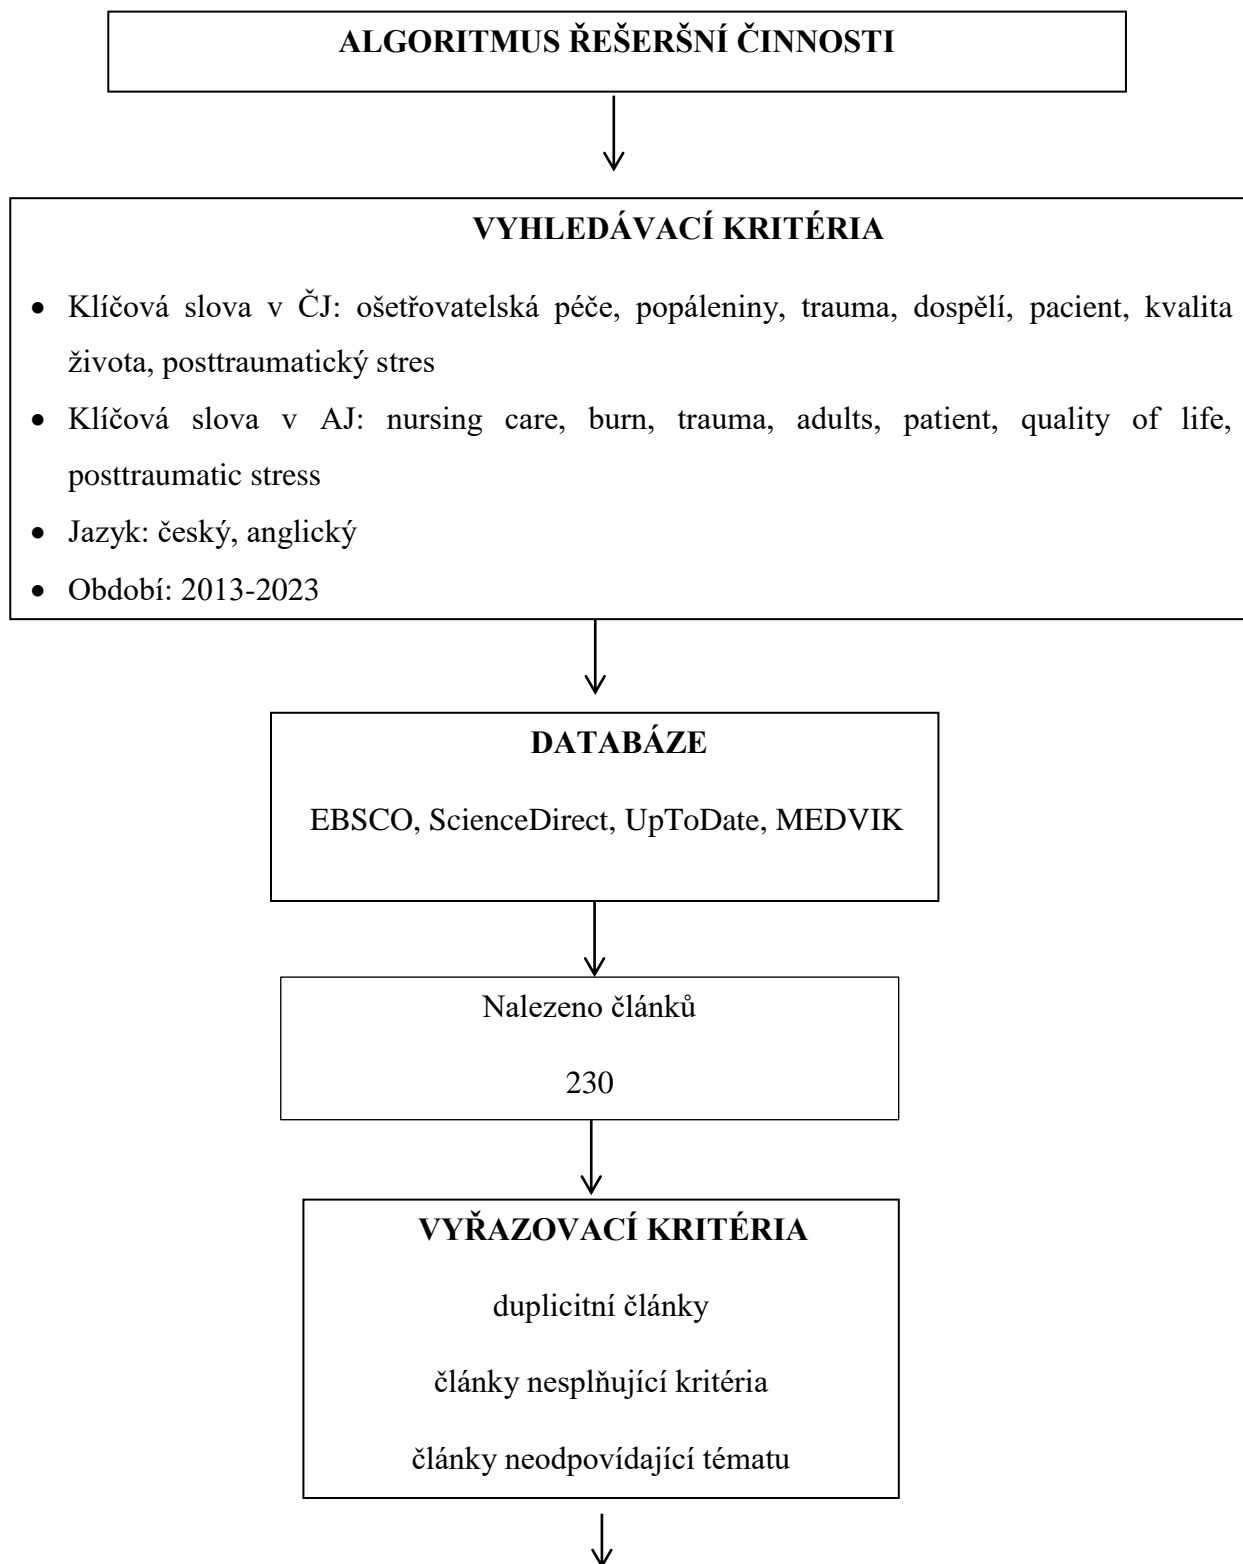 ALGORITMUS ŘEŠERŠNÍ ČINNOSTI
VYHLEDÁVACÍ KRITÉRIA
• Klíčová slova v ČJ: ošetřovatelská péče, popáleniny, trauma, dospělí, pacient, kvalita
života, posttraumatický stres
• Klíčová slova v AJ: nursing care, burn, trauma, adults, patient, quality of life,
posttraumatic stress
• Jazyk: český, anglický
• Období: 2013-2023
DATABÁZE
EBSCO, ScienceDirect, UpToDate, MEDVIK
Nalezeno článků
230
VYŘAZOVACÍ KRITÉRIA
duplicitní články
články nesplňující kritéria
články neodpovídající tématu